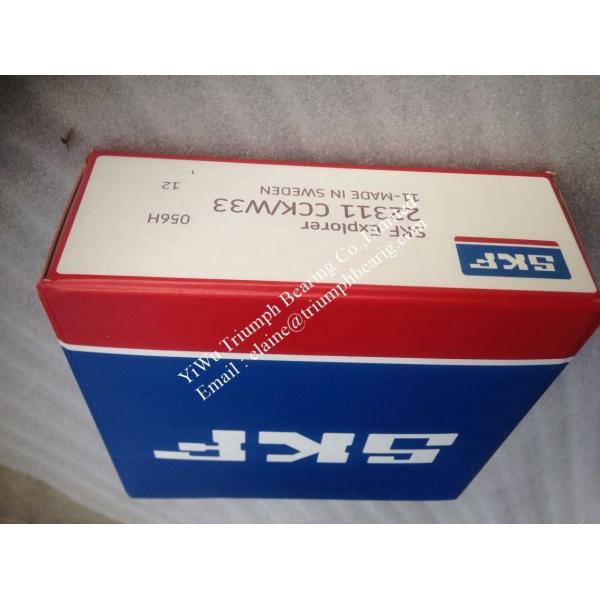 SKF
SKF Explorer
22311 CCK/W33
11-MADE IN SWEDEN
056H
12
SKF
YiWu Triumph Bearing Co.,Limited
Email : elaine@triumphbearig.com